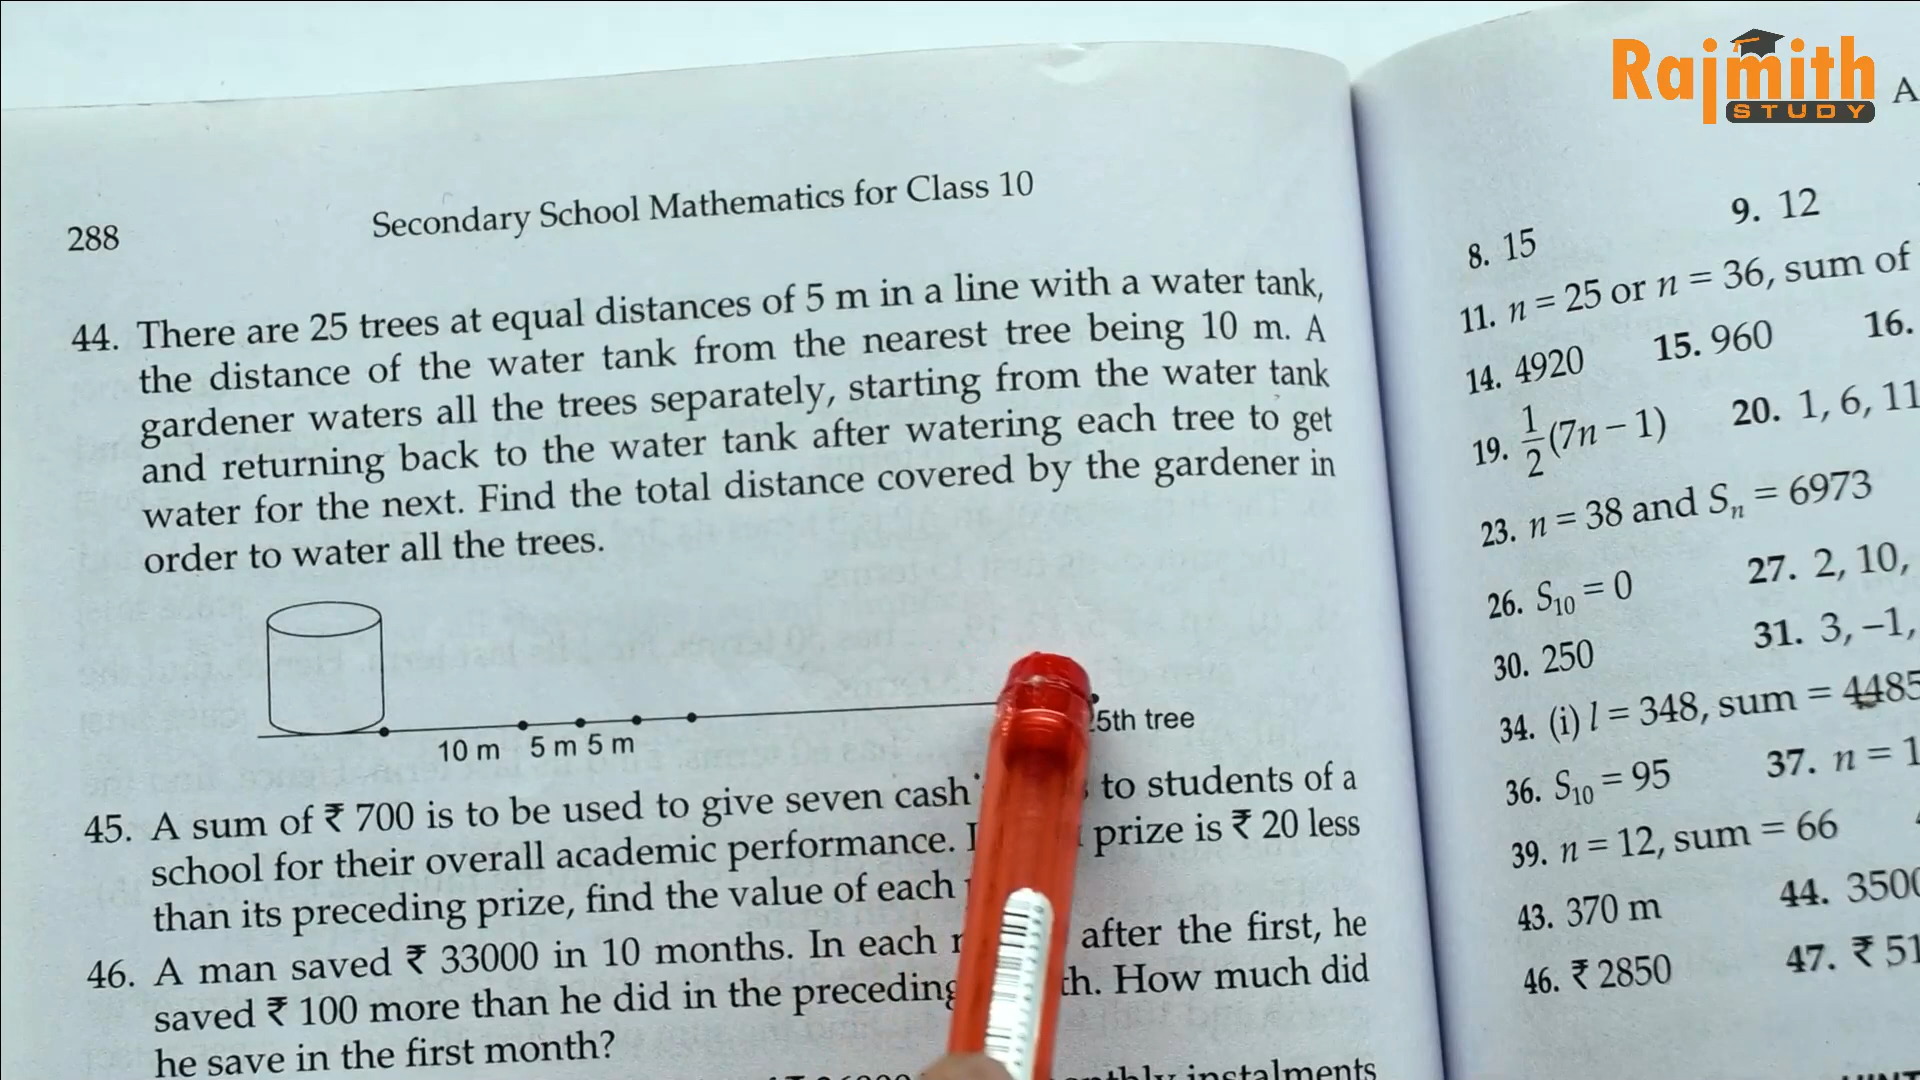 Rajmith
STUDY
A
288
Secondary School Mathematics for Class 10
44. There are 25 trees at equal distances of 5 m in a line with a water tank,
the distance of the water tank from the nearest tree being 10 m. A
gardener waters all the trees separately, starting from the water tank
and returning back to the water tank after watering each tree to get
water for the next. Find the total distance covered by the gardener in
order to water all the trees.
10 m 5 m 5 m
5th tree
45. A sum of ₹ 700 is to be used to give seven cash to students of a
school for their overall academic performance. prize is ₹ 20 less
than its preceding prize, find the value of each
46. A man saved ₹ 33000 in 10 months. In each after the first, he
saved ₹ 100 more than he did in the preceding th. How much did
he save in the first month?
instalments
8. 15
9. 12
11. n = 25 or n = 36, sum of
14. 4920
15. 960
16.
19. 1/2 (7n – 1)
20. 1, 6, 11
23. n = 38 and Sn = 6973
26. S10 = 0
27. 2, 10,
30. 250
31. 3, –1,
34. (i) l = 348, sum = 4485
36. S10 = 95
37. n = 1
39. n = 12, sum = 66
43. 370 m
44. 3500
46. ₹ 2850
47. ₹ 51